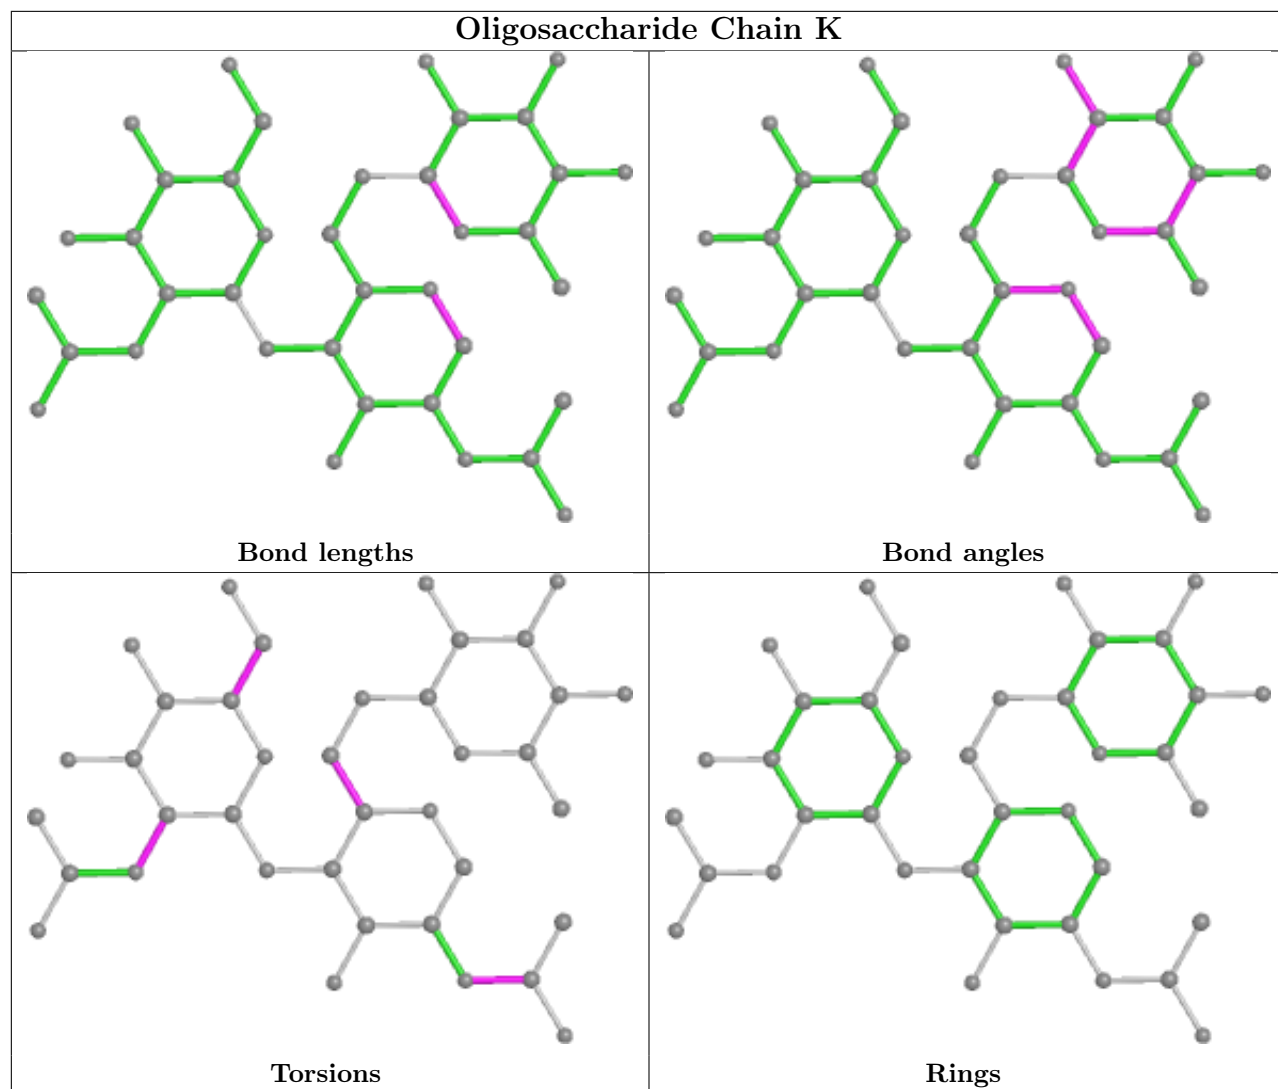 Oligosaccharide Chain K
Bond lengths
Bond angles
Torsions
Rings